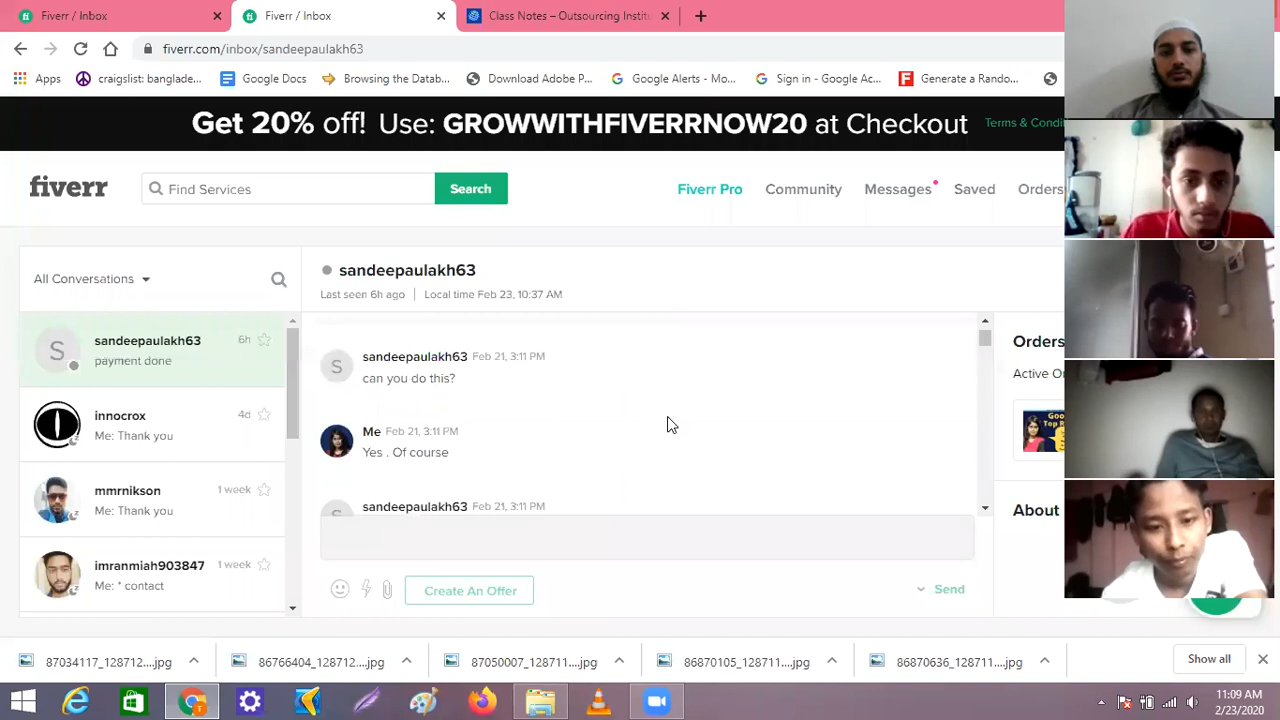 Fiverr / Inbox
Fiverr / Inbox
Class Notes – Outsourcing Institu
fiverr.com/inbox/sandeepaulakh63
Apps
craigslist: banglade...
Google Docs
Browsing the Datab...
Download Adobe P...
Google Alerts - Mo...
Sign in - Google Ac...
Generate a Rando...
Get 20% off! Use: GROWWITHFIVERRNOW20 at Checkout
Terms & Condi
fiverr
Find Services
Search
Fiverr Pro
Community
Messages
Saved
Orders
All Conversations
sandeepaulakh63
Last seen 6h ago | Local time Feb 23, 10:37 AM
S
sandeepaulakh63
6h
payment done
innocrox
4d
Me: Thank you
mmrnikson
1 week
Me: Thank you
imranmiah903847
1 week
Me: * contact
S
sandeepaulakh63 Feb 21, 3:11 PM
can you do this?
Me Feb 21, 3:11 PM
Yes . Of course
sandeepaulakh63 Feb 21, 3:11 PM
Create An Offer
Send
Orders
Active Or
About
87034117_128712....jpg
86766404_128712....jpg
87050007_128711....jpg
86870105_128711....jpg
86870636_128711....jpg
Show all
11:09 AM
2/23/2020